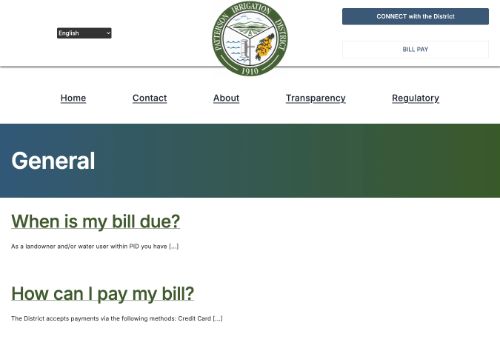 English
PATTERSON IRRIGATION DISTRICT
1910
CONNECT with the District
BILL PAY
Home
Contact
About
Transparency
Regulatory
General
When is my bill due?
As a landowner and/or water user within PID you have [...]
How can I pay my bill?
The District accepts payments via the following methods: Credit Card [...]